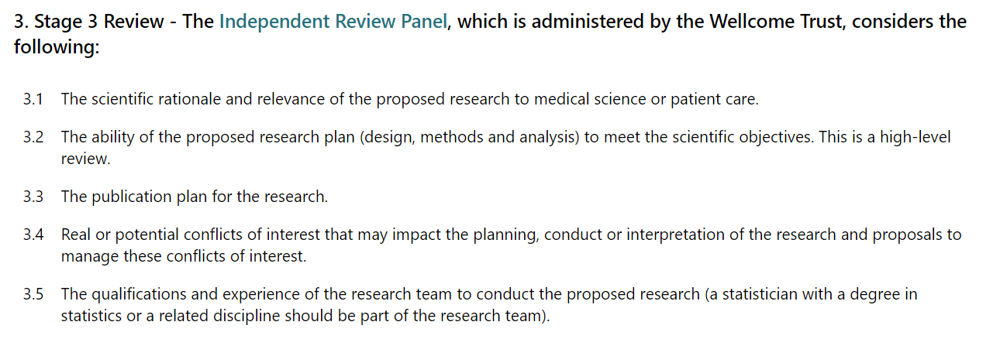 3. Stage 3 Review - The Independent Review Panel, which is administered by the Wellcome Trust, considers the
following:
3.1 The scientific rationale and relevance of the proposed research to medical science or patient care.
3.2 The ability of the proposed research plan (design, methods and analysis) to meet the scientific objectives. This is a high-level
review.
3.3 The publication plan for the research.
3.4 Real or potential conflicts of interest that may impact the planning, conduct or interpretation of the research and proposals to
manage these conflicts of interest.
3.5 The qualifications and experience of the research team to conduct the proposed research (a statistician with a degree in
statistics or a related discipline should be part of the research team).